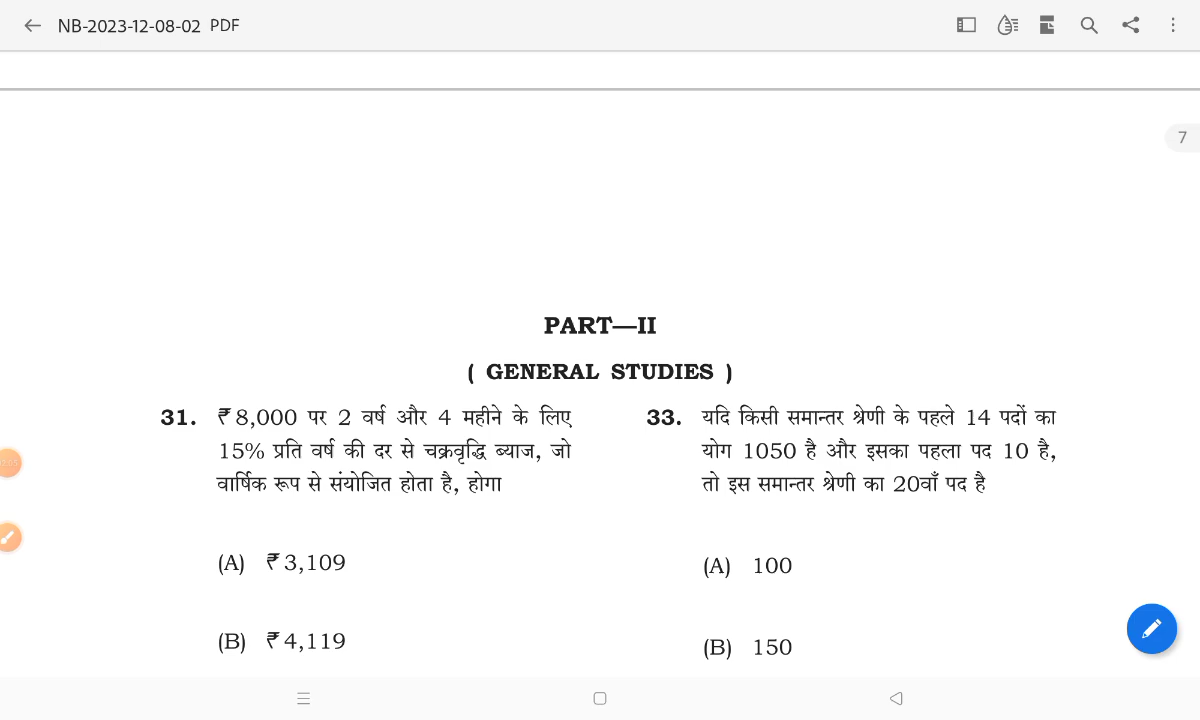 NB-2023-12-08-02 PDF
7
PART—II
( GENERAL STUDIES )
31. ₹ 8,000 पर 2 वर्ष और 4 महीने के लिए
15% प्रति वर्ष की दर से चक्रवृद्धि ब्याज, जो
वार्षिक रूप से संयोजित होता है, होगा
(A) ₹ 3,109
(B) ₹ 4,119
33. यदि किसी समान्तर श्रेणी के पहले 14 पदों का
योग 1050 है और इसका पहला पद 10 है,
तो इस समान्तर श्रेणी का 20वाँ पद है
(A) 100
(B) 150